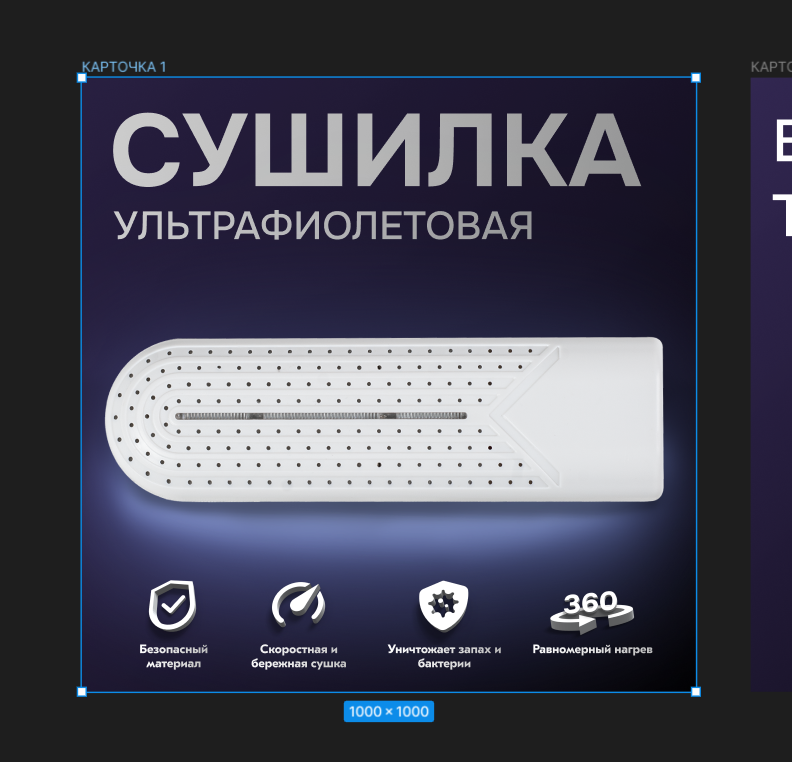 КАРТОЧКА 1
СУШИЛКА
УЛЬТРАФИОЛЕТОВАЯ
360
Безопасный
материал
Скоростная и
бережная сушка
Уничтожает запах и
бактерии
Равномерный нагрев
1000 × 1000